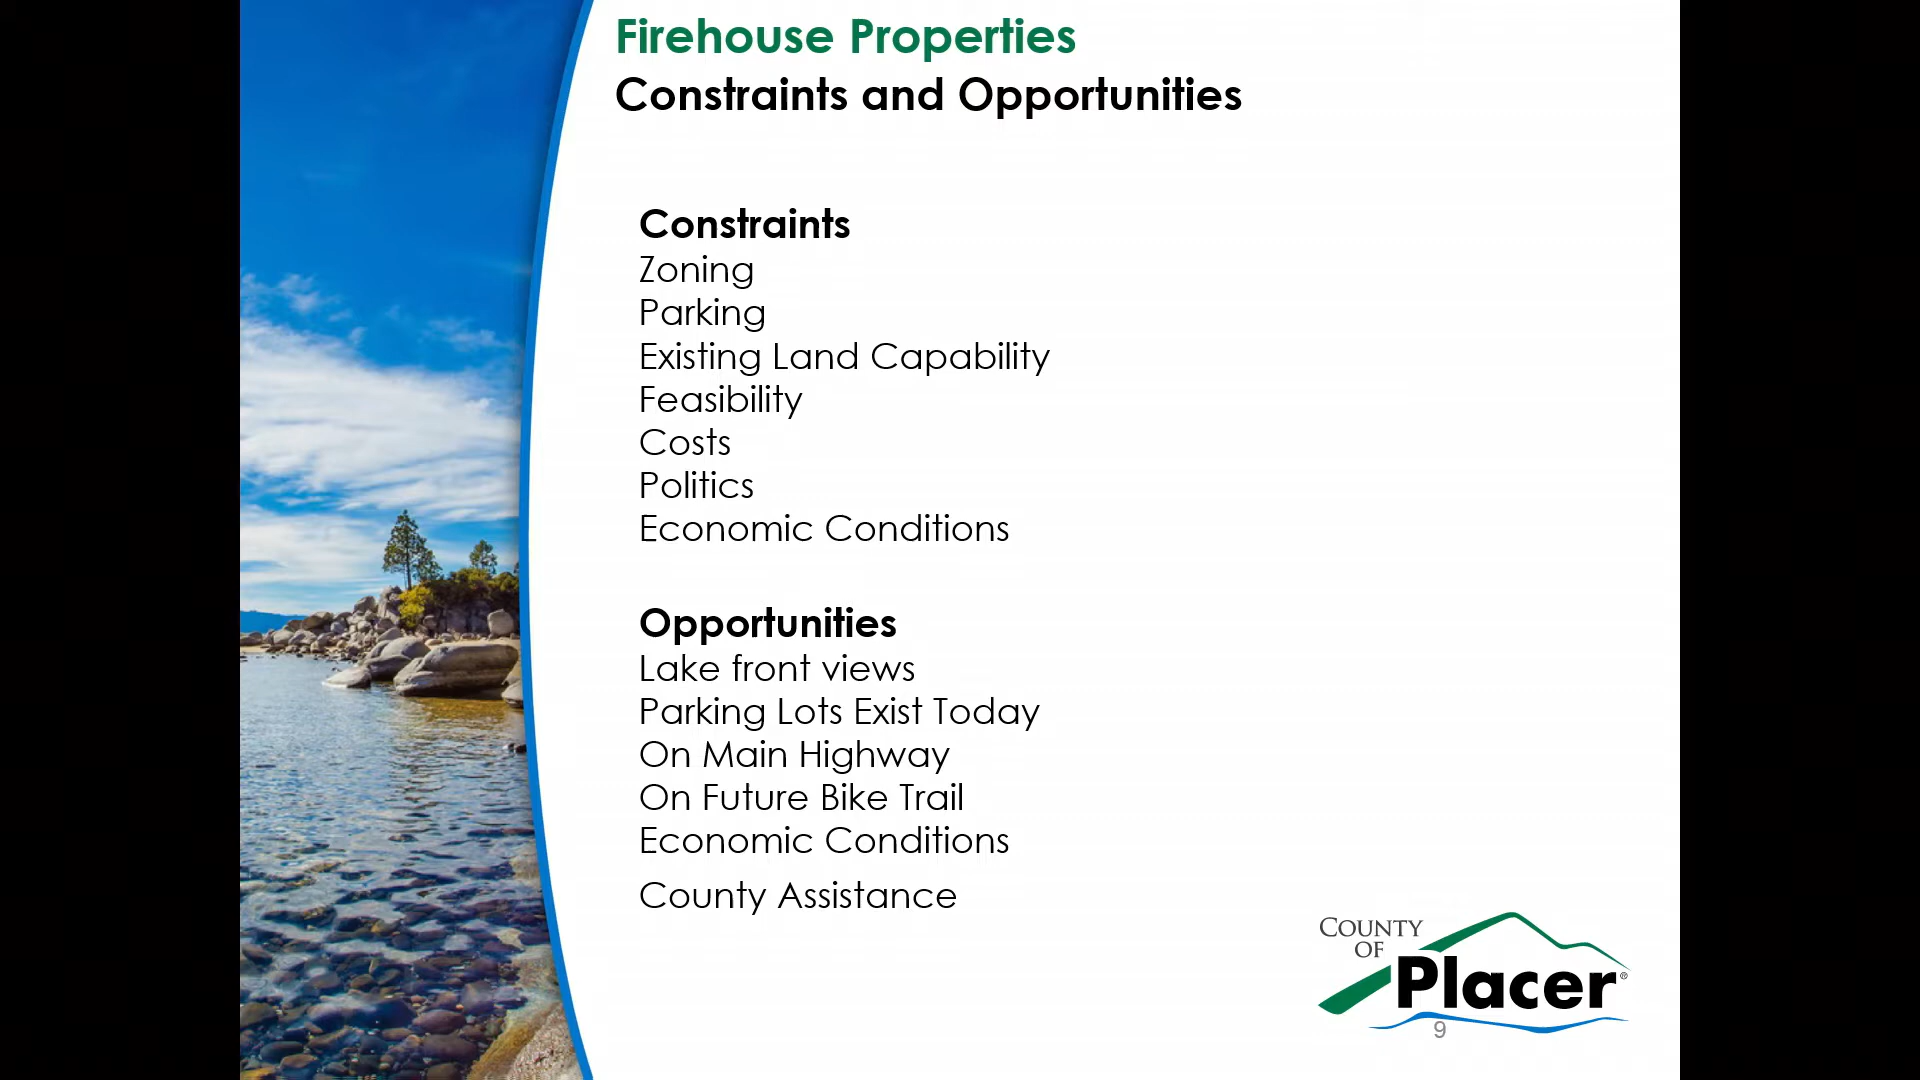 Firehouse Properties
Constraints and Opportunities
Constraints
Zoning
Parking
Existing Land Capability
Feasibility
Costs
Politics
Economic Conditions
Opportunities
Lake front views
Parking Lots Exist Today
On Main Highway
On Future Bike Trail
Economic Conditions
County Assistance
COUNTY
OF
Placer®
9